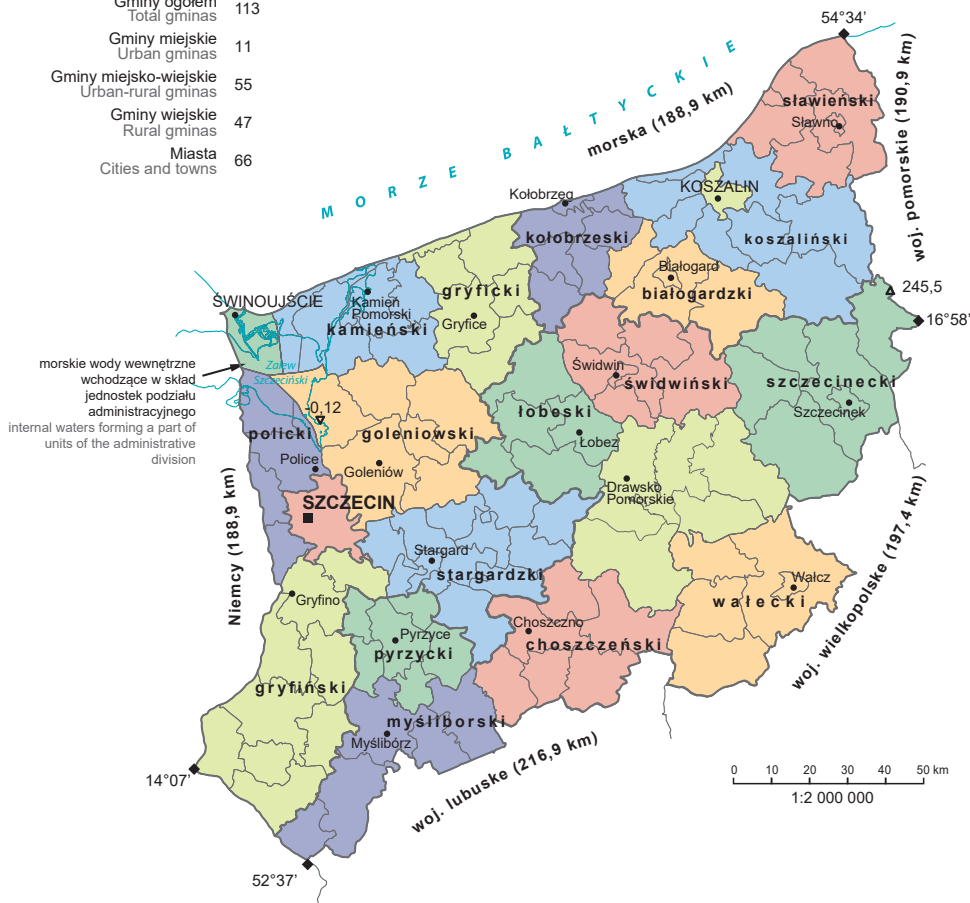 Gminy ogółem 113
Total gminas
Gminy miejskie 11
Urban gminas
Gminy miejsko-wiejskie 55
Urban-rural gminas
Gminy wiejskie 47
Rural gminas
Miasta 66
Cities and towns
54°34'
MORZE BAŁTYCKIE
morska (188,9 km)
woj. pomorskie (190,9 km)
sławieński
Sławno
KOSZALIN
Kołobrzeg
kołobrzeski
koszaliński
Białogard
białogardzki
245,5
16°58'
ŚWINOUJŚCIE
Kamień
Pomorski
kamieński
gryficki
Gryfice
morskie wody wewnętrzne
wchodzące w skład
jednostek podziału
administracyjnego
internal waters forming a part of
units of the administrative
division
Zalew
Szczeciński
-0,12
policki
Police
goleniowski
Goleniów
Świdwin
świdwiński
łobeski
Łobez
szczecinecki
Szczecinek
Drawsko
Pomorskie
SZCZECIN
Niemcy (188,9 km)
Stargard
stargardzki
woj. wielkopolskie (197,4 km)
Wałcz
wałecki
Gryfino
gryfiński
Pyrzyce
pyrzycki
Choszczno
choszczeński
myśliborski
Myślibórz
woj. lubuske (216,9 km)
14°07'
52°37'
0 10 20 30 40 50 km
1:2 000 000